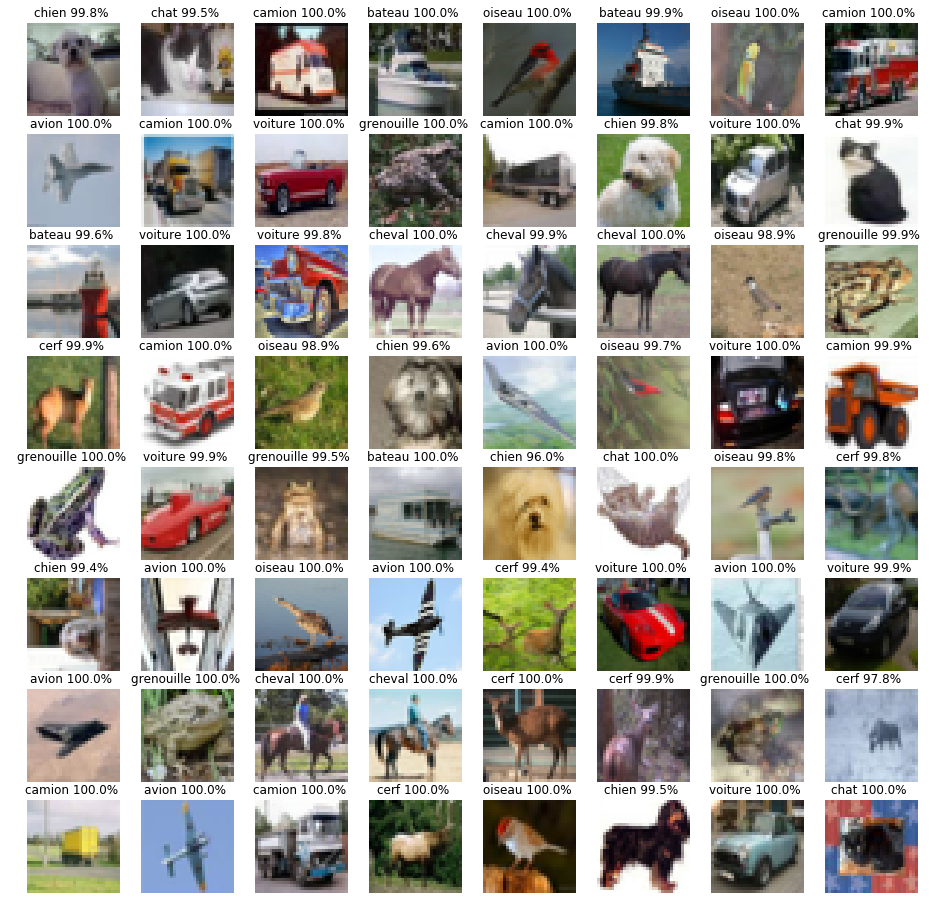 chien 99.8% chat 99.5% camion 100.0% bateau 100.0% oiseau 100.0% bateau 99.9% oiseau 100.0% camion 100.0%
avion 100.0% camion 100.0% voiture 100.0% grenouille 100.0% camion 100.0% chien 99.8% voiture 100.0% chat 99.9%
bateau 99.6% voiture 100.0% voiture 99.8% cheval 100.0% cheval 99.9% cheval 100.0% oiseau 98.9% grenouille 99.9%
cerf 99.9% camion 100.0% oiseau 98.9% chien 99.6% avion 100.0% oiseau 99.7% voiture 100.0% camion 99.9%
grenouille 100.0% voiture 99.9% grenouille 99.5% bateau 100.0% chien 96.0% chat 100.0% oiseau 99.8% cerf 99.8%
chien 99.4% avion 100.0% oiseau 100.0% avion 100.0% cerf 99.4% voiture 100.0% avion 100.0% voiture 99.9%
avion 100.0% grenouille 100.0% cheval 100.0% cheval 100.0% cerf 100.0% cerf 99.9% grenouille 100.0% cerf 97.8%
camion 100.0% avion 100.0% camion 100.0% cerf 100.0% oiseau 100.0% chien 99.5% voiture 100.0% chat 100.0%